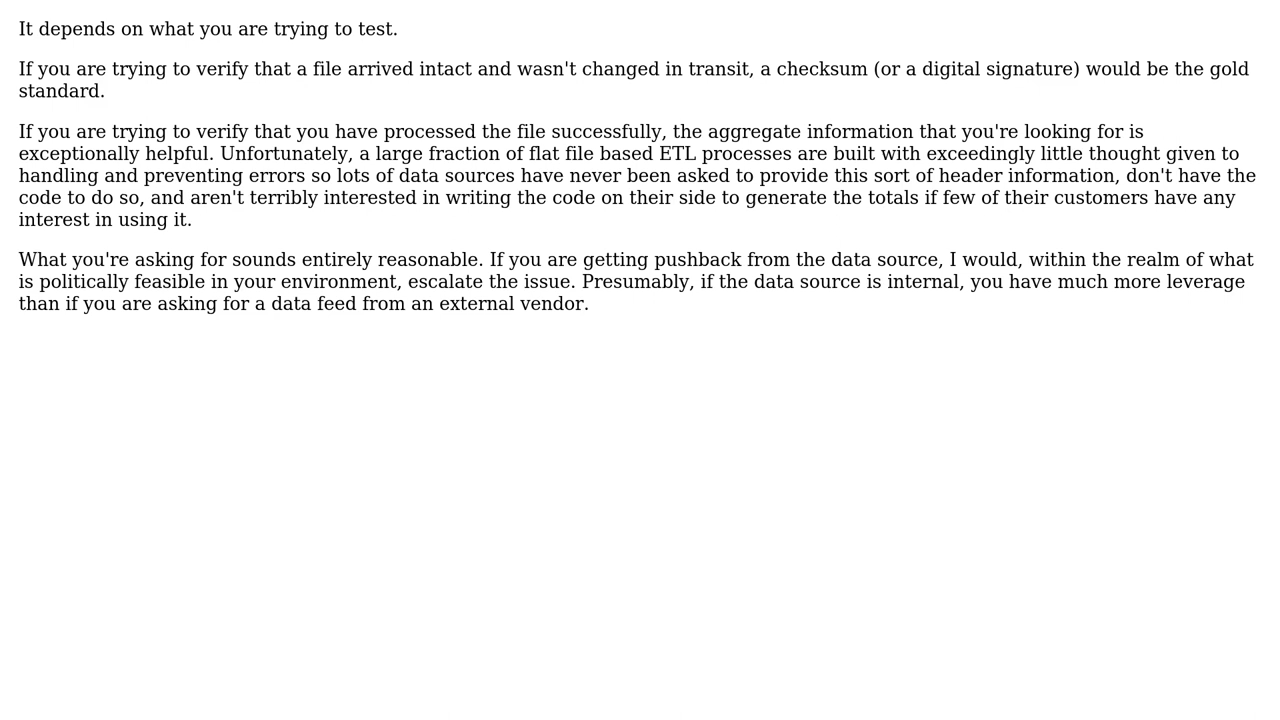 It depends on what you are trying to test.
If you are trying to verify that a file arrived intact and wasn't changed in transit, a checksum (or a digital signature) would be the gold
standard.
If you are trying to verify that you have processed the file successfully, the aggregate information that you're looking for is
exceptionally helpful. Unfortunately, a large fraction of flat file based ETL processes are built with exceedingly little thought given to
handling and preventing errors so lots of data sources have never been asked to provide this sort of header information, don't have the
code to do so, and aren't terribly interested in writing the code on their side to generate the totals if few of their customers have any
interest in using it.
What you're asking for sounds entirely reasonable. If you are getting pushback from the data source, I would, within the realm of what
is politically feasible in your environment, escalate the issue. Presumably, if the data source is internal, you have much more leverage
than if you are asking for a data feed from an external vendor.